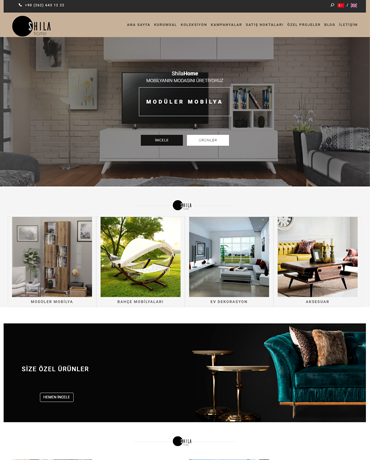 +90 (262) 643 12 22
SHILA
HOME
ANA SAYFA KURUMSAL KOLEKSİYON KAMPANYALAR SATIŞ NOKTALARI ÖZEL PROJELER BLOG İLETİŞİM
ShilaHome
MOBİLYANIN MODASINI ÜRETİYORUZ
MODÜLER MOBİLYA
İNCELE ÜRÜNLER
SHILA
MODÜLER MOBİLYA BAHÇE MOBİLYALARI EV DEKORASYON AKSESUAR
SİZE ÖZEL ÜRÜNLER
HEMEN İNCELE
SHILA